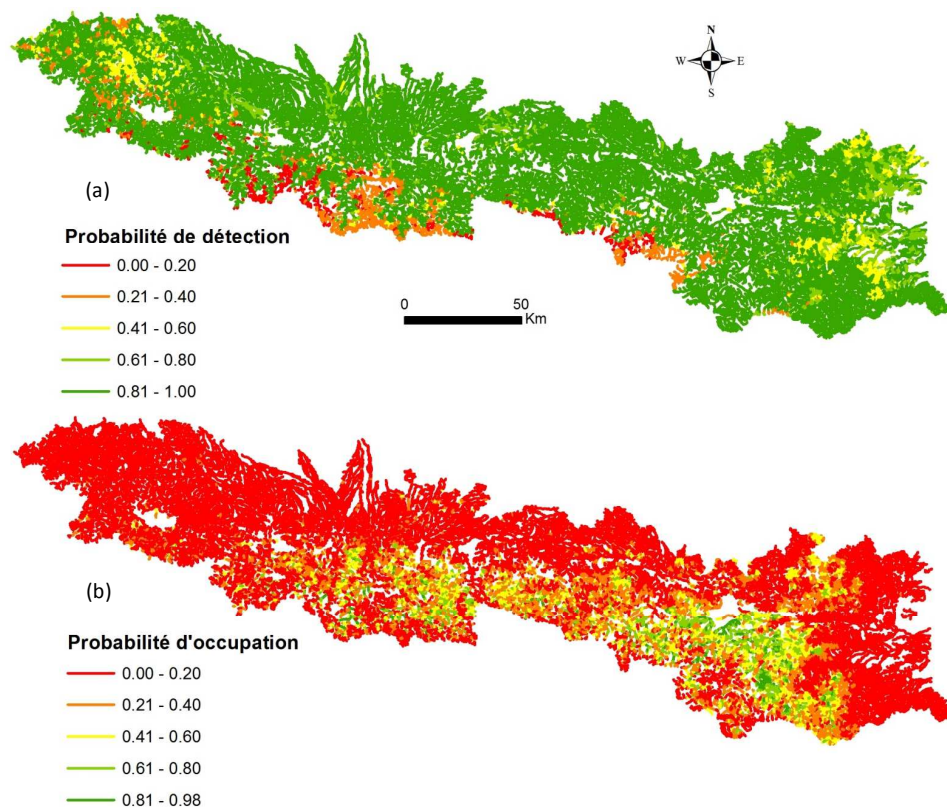 N
W E
S
(a)
Probabilité de détection
0.00 - 0.20
0.21 - 0.40
0.41 - 0.60
0.61 - 0.80
0.81 - 1.00
0 50
Km
(b)
Probabilité d'occupation
0.00 - 0.20
0.21 - 0.40
0.41 - 0.60
0.61 - 0.80
0.81 - 0.98